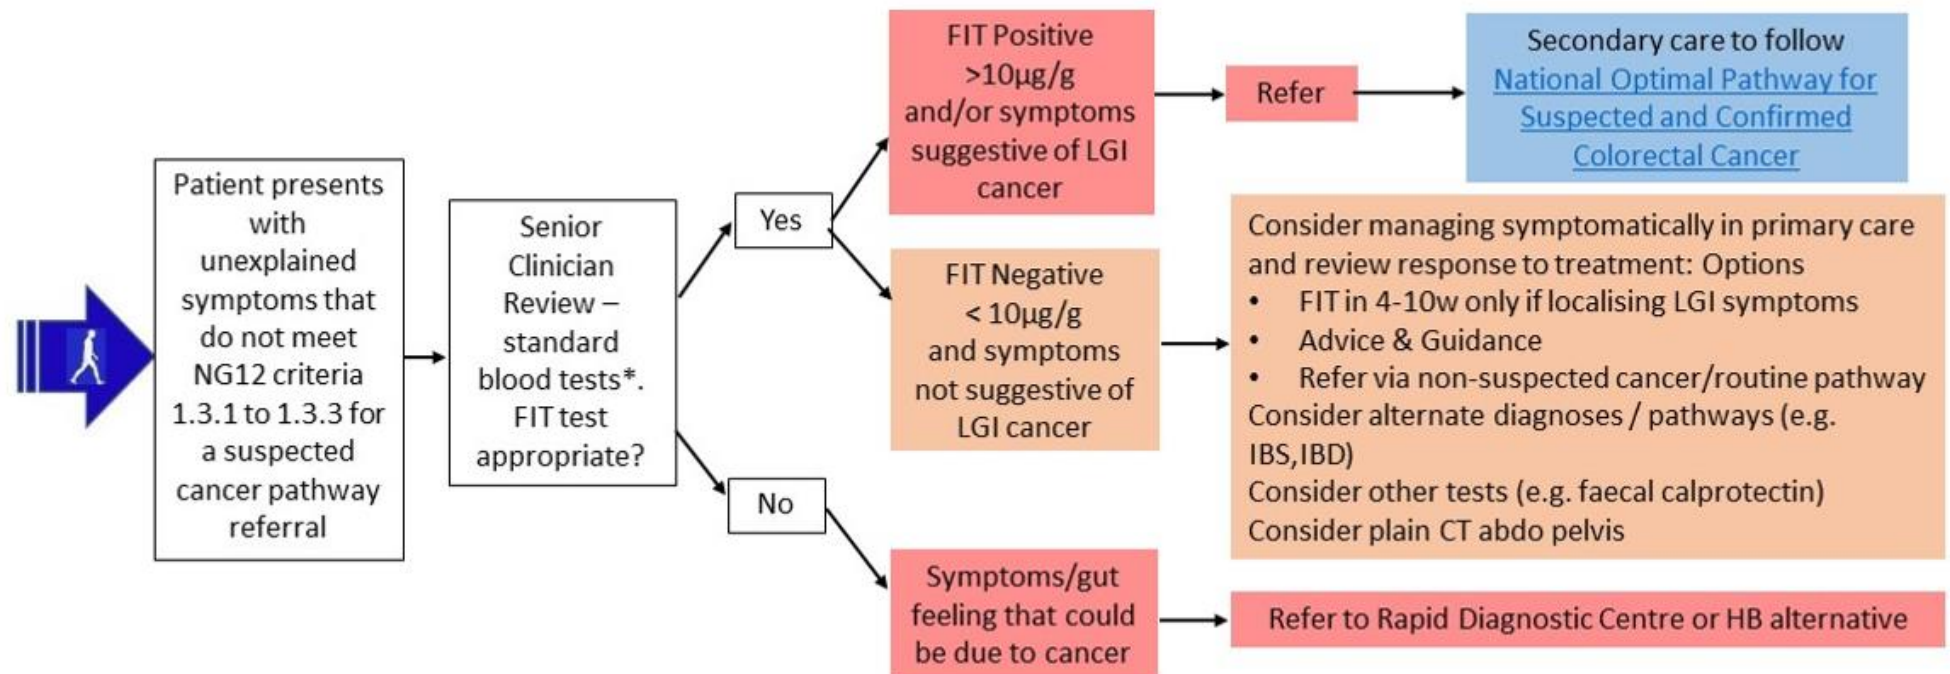 Patient presents
with
unexplained
symptoms that
do not meet
NG12 criteria
1.3.1 to 1.3.3 for
a suspected
cancer pathway
referral
Senior
Clinician
Review –
standard
blood tests*.
FIT test
appropriate?
Yes
No
FIT Positive
>10µg/g
and/or symptoms
suggestive of LGI
cancer
Refer
Secondary care to follow
National Optimal Pathway for
Suspected and Confirmed
Colorectal Cancer
FIT Negative
< 10µg/g
and symptoms
not suggestive of
LGI cancer
Consider managing symptomatically in primary care
and review response to treatment: Options
• FIT in 4-10w only if localising LGI symptoms
• Advice & Guidance
• Refer via non-suspected cancer/routine pathway
Consider alternate diagnoses / pathways (e.g.
IBS,IBD)
Consider other tests (e.g. faecal calprotectin)
Consider plain CT abdo pelvis
Symptoms/gut
feeling that could
be due to cancer
Refer to Rapid Diagnostic Centre or HB alternative